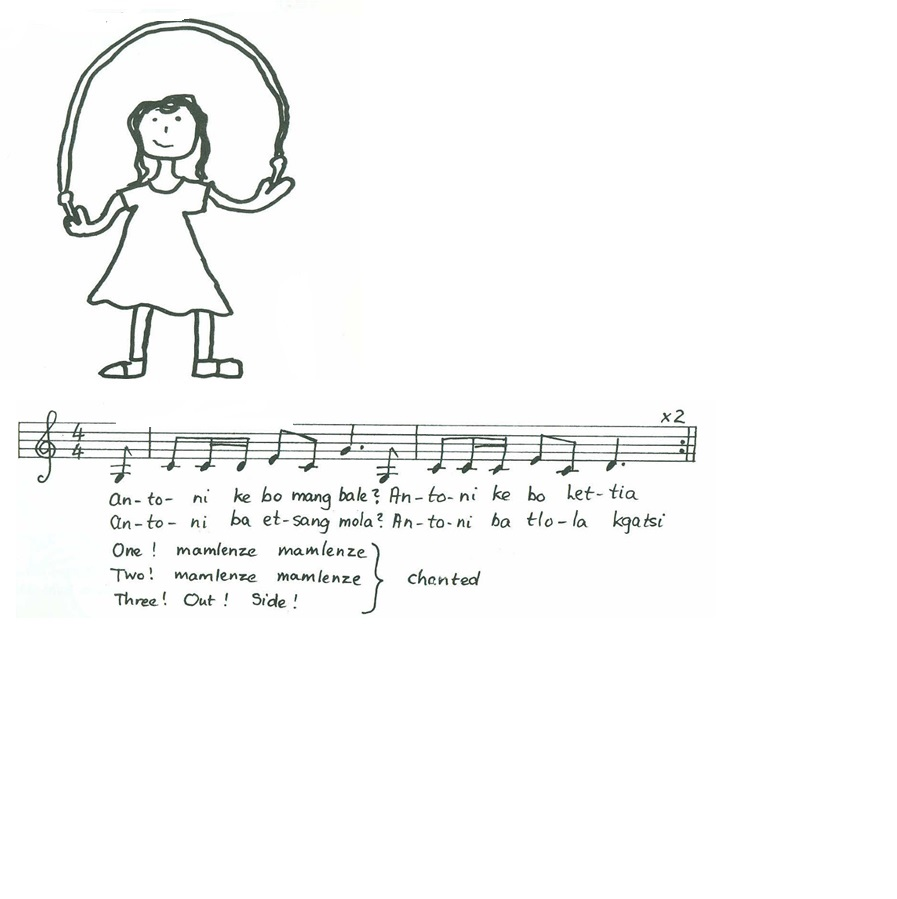 4
4
x2
An-to- ni ke bo mang bale? An-to-ni ke bo Let-tia
An-to- ni ba et-sang mola? An-to-ni ba tlo-la kgatsi
One! mamlenze mamlenze
Two! mamlenze mamlenze } chanted
Three! Out! Side!